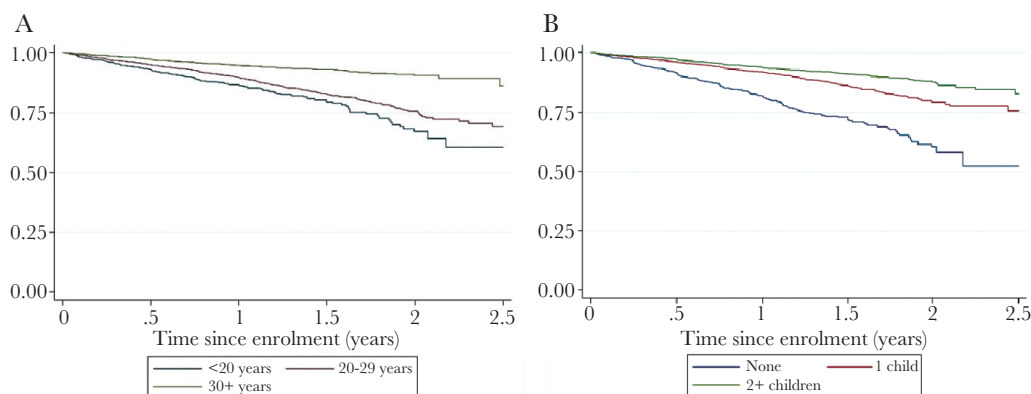 A
1.00
0.75
0.50
0.25
0.00
0 .5 1 1.5 2 2.5
Time since enrolment (years)
<20 years 20-29 years
30+ years
B
1.00
0.75
0.50
0.25
0.00
0 .5 1 1.5 2 2.5
Time since enrolment (years)
None 1 child
2+ children